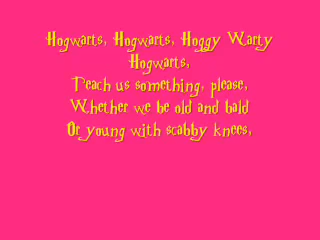 Hogwarts, Hogwarts, Hoggy Warty
Hogwarts,
Teach us something, please,
Whether we be old and bald
Or young with scabby knees,